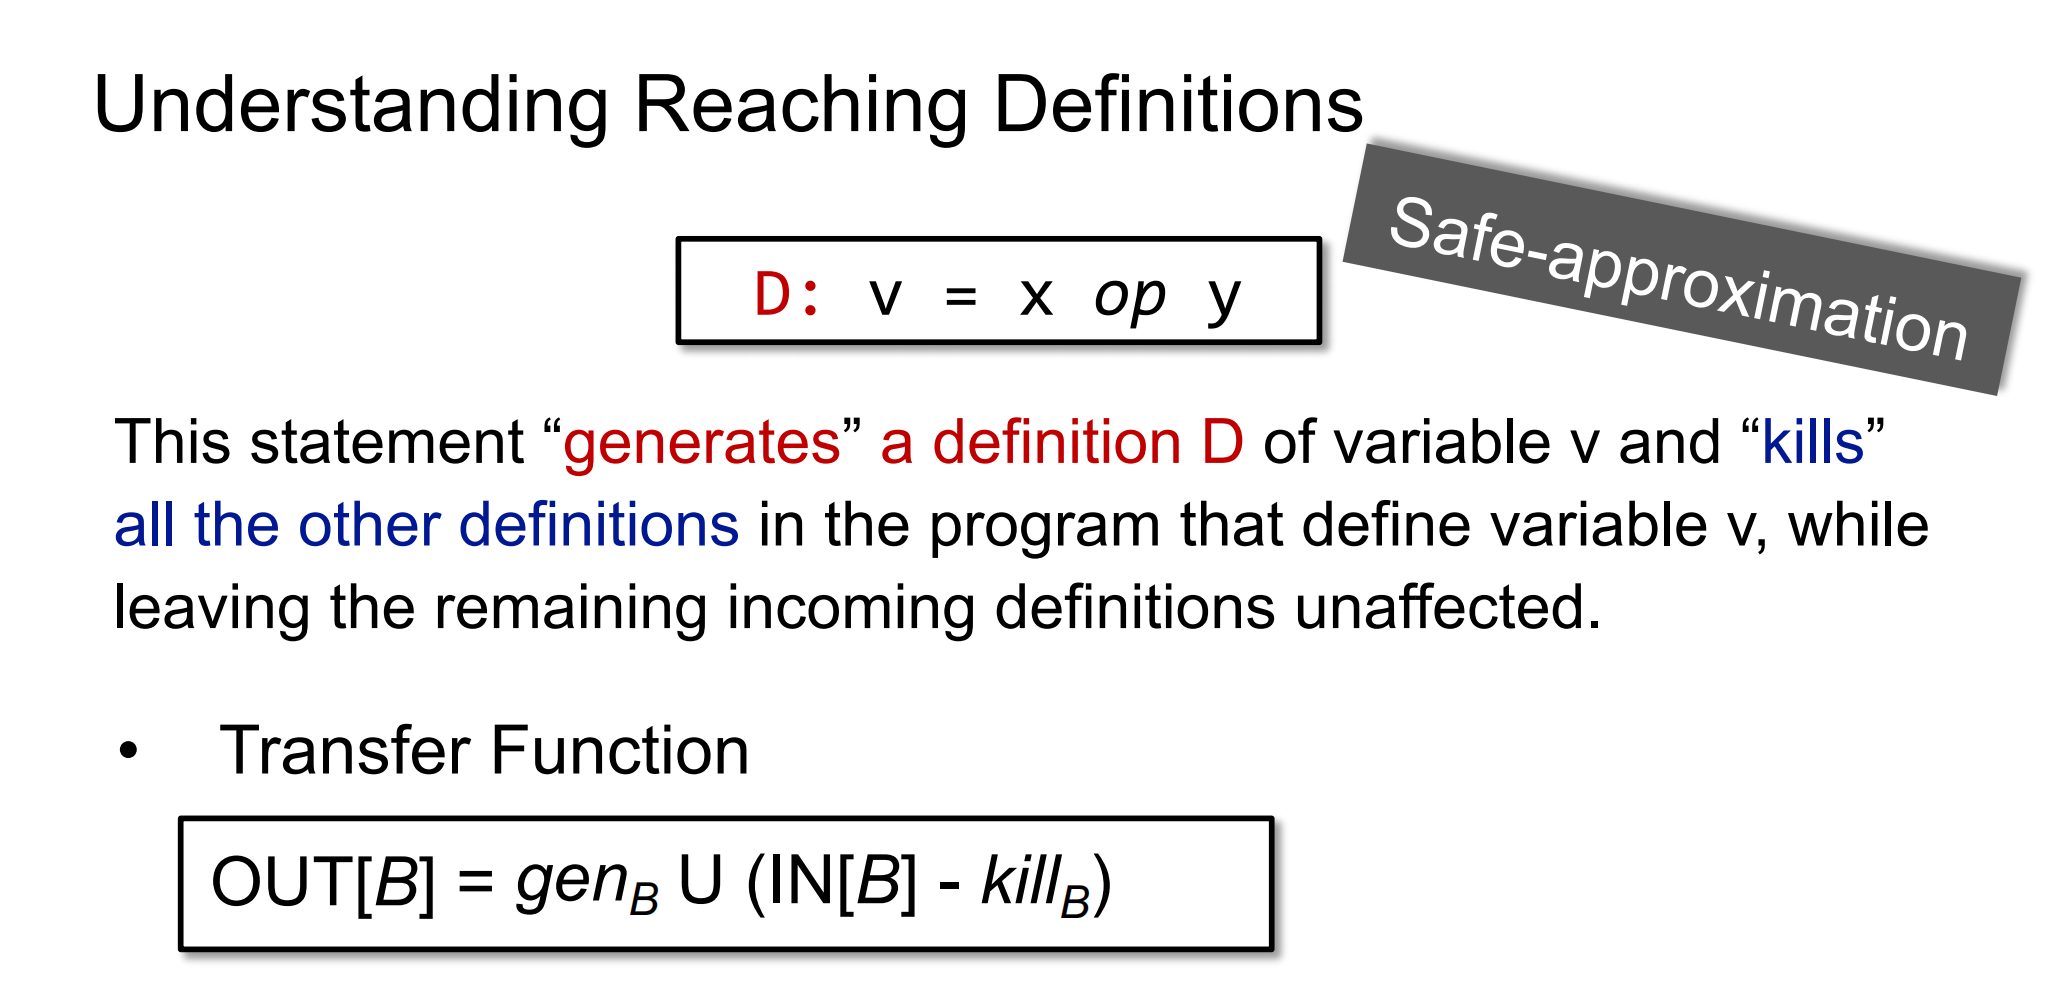 Understanding Reaching Definitions
Safe-approximation
D: v = x op y
This statement “generates” a definition D of variable v and “kills”
all the other definitions in the program that define variable v, while
leaving the remaining incoming definitions unaffected.
• Transfer Function
OUT[B] = gen_B U (IN[B] - kill_B)